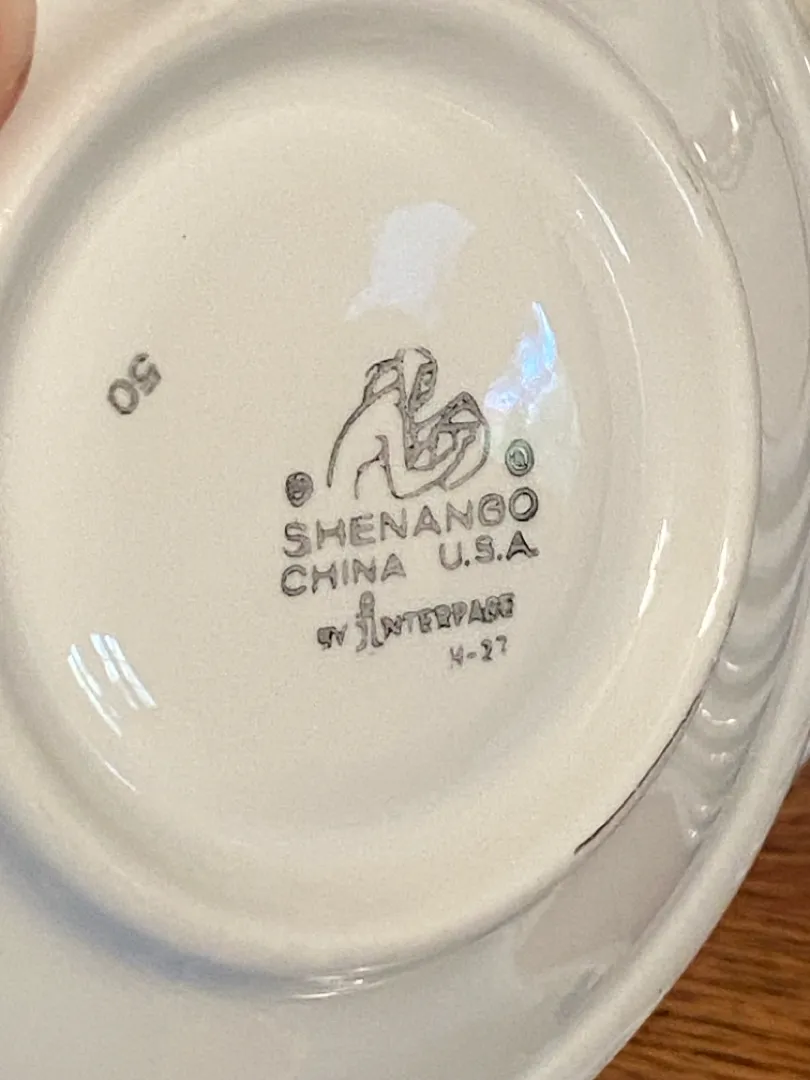 50
SHENANGO
CHINA U.S.A.
BY INTERPACE
H-27